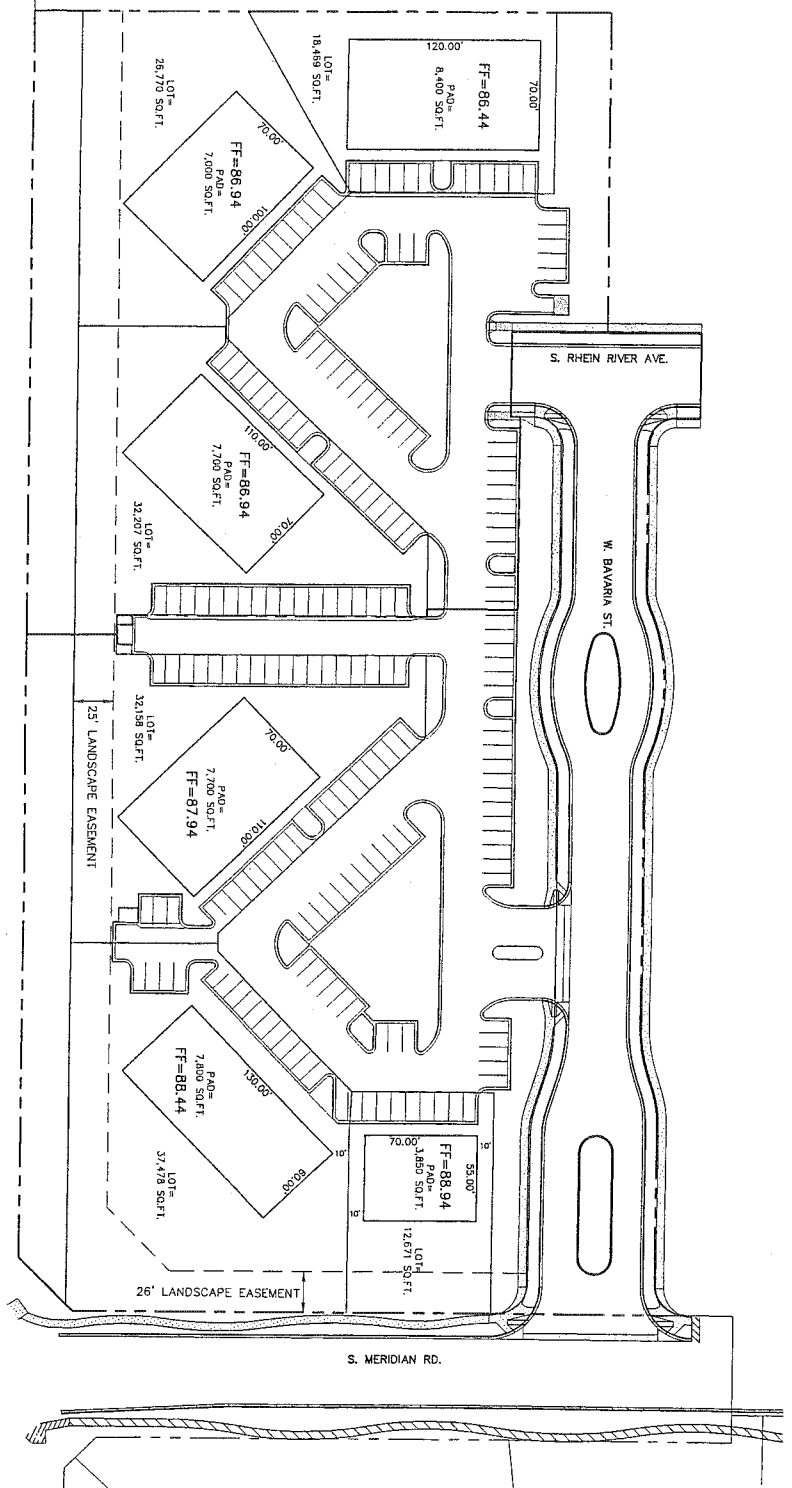 LOT=
18,469 SQ.FT.
120.00'
70.00'
FF=86.44
PAD=
8,400 SQ.FT.
LOT=
26,770 SQ.FT.
70.00'
FF=86.94
PAD=
7,000 SQ.FT.
100.00'
S. RHEIN RIVER AVE.
W. BAVARIA ST.
110.00'
FF=86.94
PAD=
7,700 SQ.FT.
70.00'
LOT=
32,207 SQ.FT.
LOT=
32,158 SQ.FT.
25' LANDSCAPE EASEMENT
70.00'
PAD=
7,700 SQ.FT.
FF=87.94
110.00'
PAD=
7,800 SQ.FT.
FF=88.44
130.00'
60.00'
LOT=
37,478 SQ.FT.
10'
70.00'
FF=88.94
PAD=
3,850 SQ.FT.
55.00'
10'
10'
LOT=
12,671 SQ.FT.
26' LANDSCAPE EASEMENT
S. MERIDIAN RD.